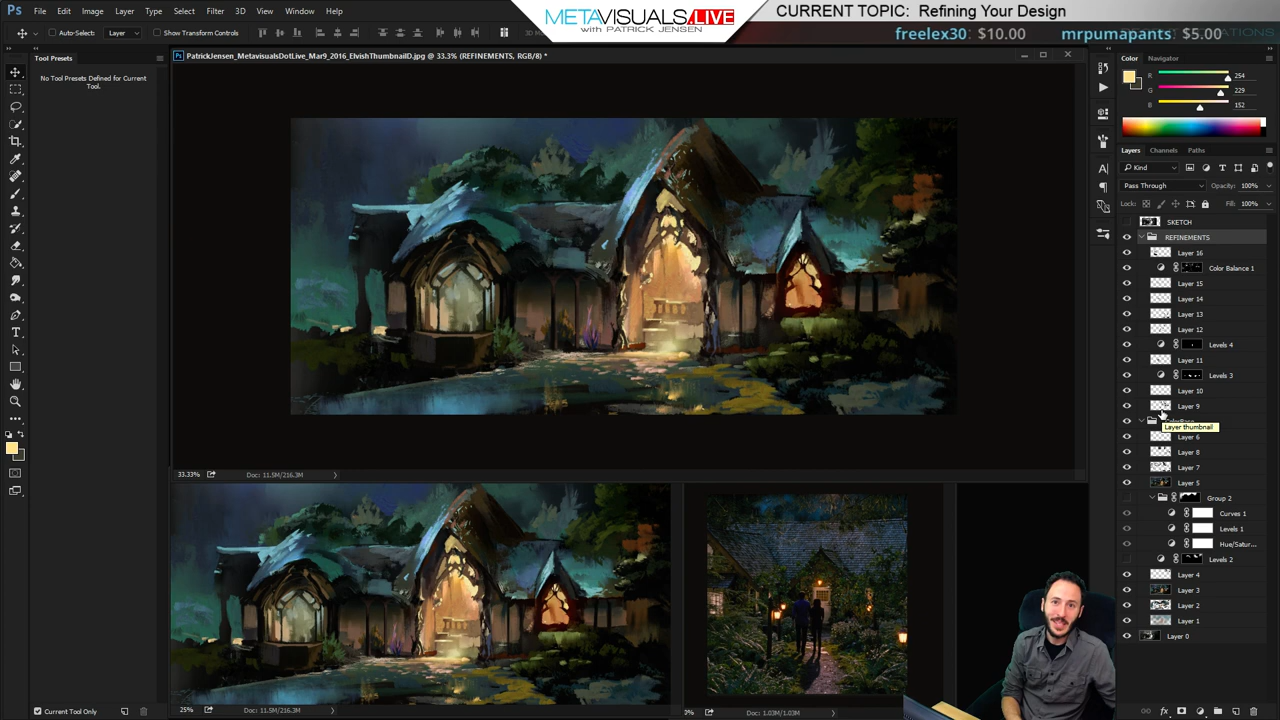 Ps File Edit Image Layer Type Select Filter 3D View Window Help
METAVISUALS.LIVE
with PATRICK JENSEN
CURRENT TOPIC: Refining Your Design
freelex30: $10.00 mrpumapants : $5.00
Auto-Select: Layer Show Transform Controls
Tool Presets
No Tool Presets Defined for Current
Tool.
PatrickJensen_MetavisualsDotLive_Mar9_2016_ElvishThumbnailD.jpg @ 33.3% (REFINEMENTS, RGB/8) *
Color Navigator
R 254
G 229
B 152
Layers Channels Paths
Kind
Pass Through Opacity: 100%
Lock: Fill: 100%
SKETCH
REFINEMENTS
Layer 16
Color Balance 1
Layer 15
Layer 14
Layer 13
Layer 12
Levels 4
Layer 11
Levels 3
Layer 10
Layer 9
Layer thumbnail
Layer 6
Layer 8
Layer 7
Layer 5
Group 2
Curves 1
Levels 1
Hue/Satur...
Levels 2
Layer 4
Layer 3
Layer 2
Layer 1
Layer 0
33.33% Doc: 11.5M/216.3M
25% Doc: 11.5M/216.3M
Doc: 1.03M/1.03M
Current Tool Only